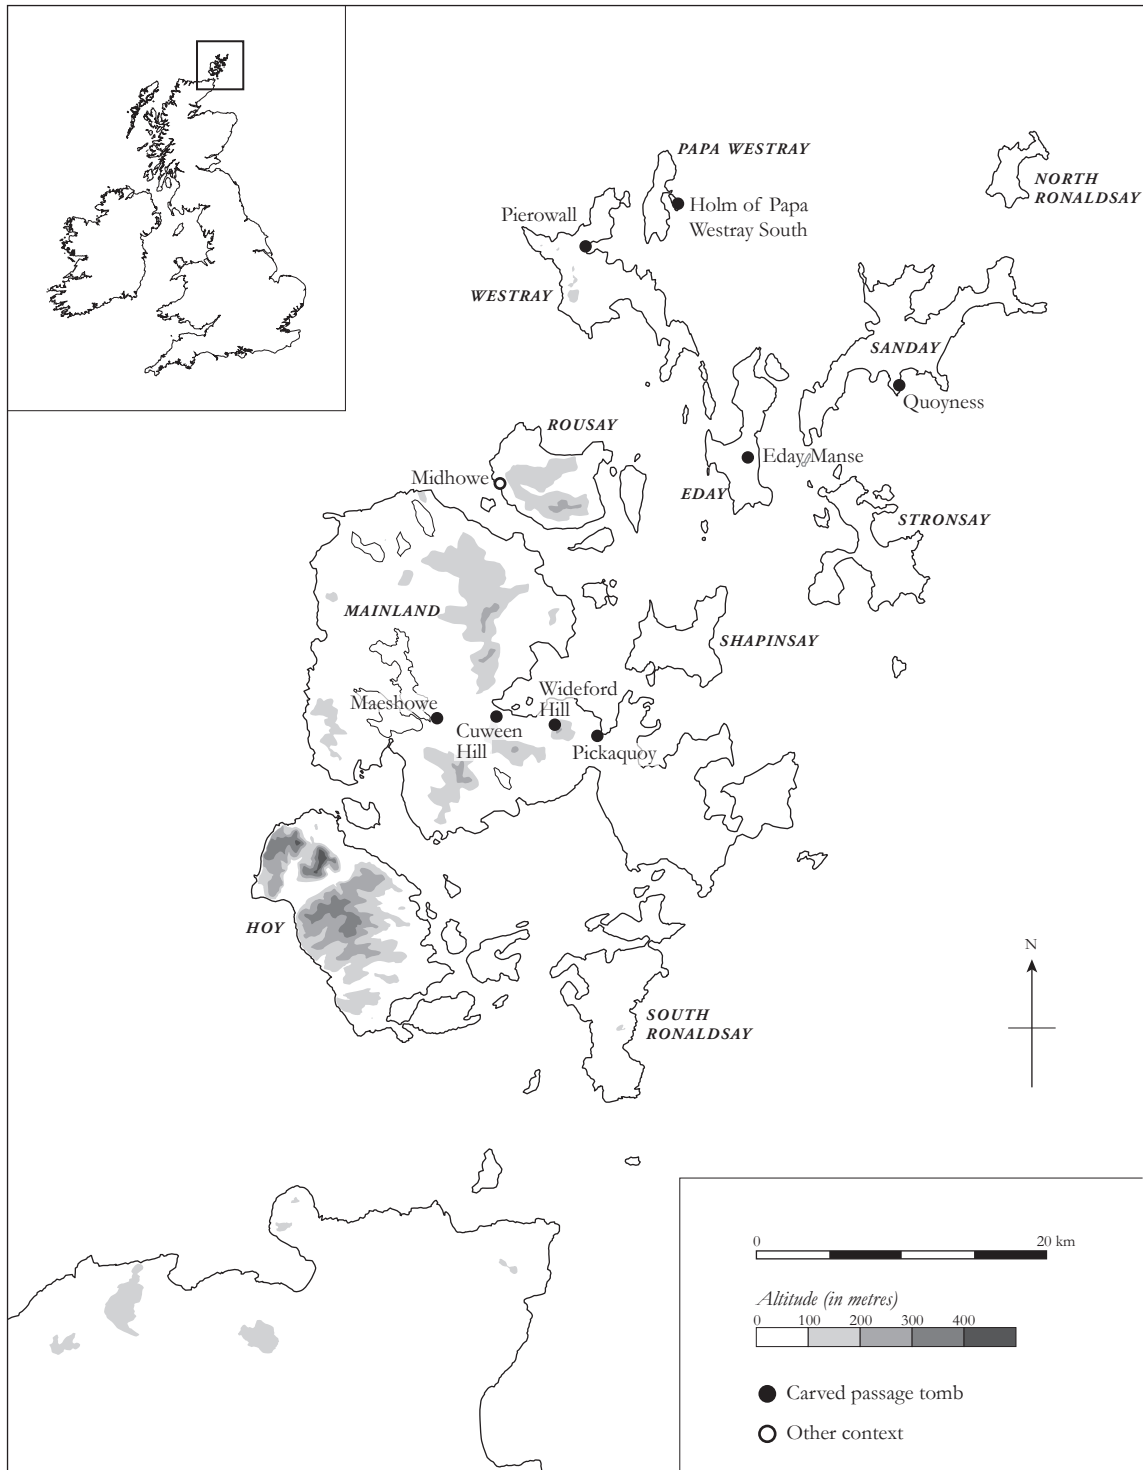 PAPA WESTRAY
NORTH
RONALDSAY
Holm of Papa
Westray South
Pierowall
WESTRAY
SANDAY
Quoyness
ROUSAY
Eday Manse
Midhowe
EDAY
STRONSAY
MAINLAND
SHAPINSAY
Wideford
Hill
Maeshowe
Cuween
Hill
Pickaquoy
HOY
N
SOUTH
RONALDSAY
0 20 km
Altitude (in metres)
0 100 200 300 400
Carved passage tomb
Other context